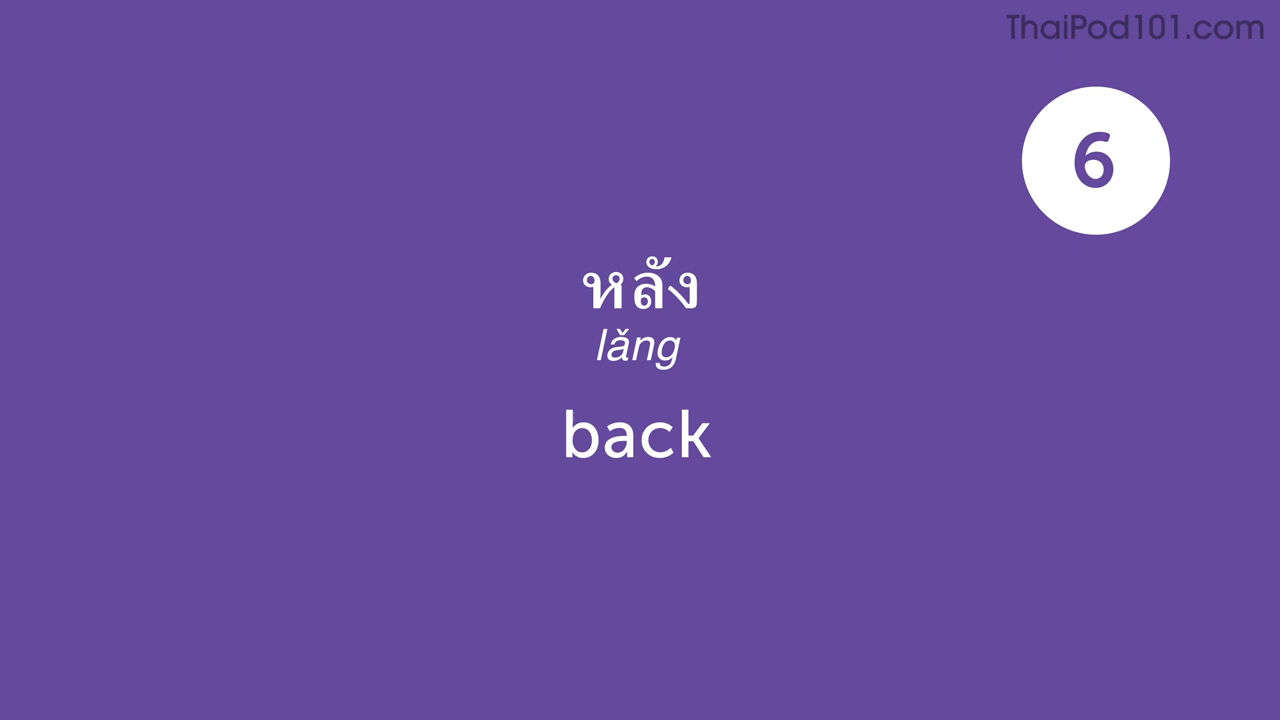 ThaiPod101.com
6
หลัง
lǎng
back